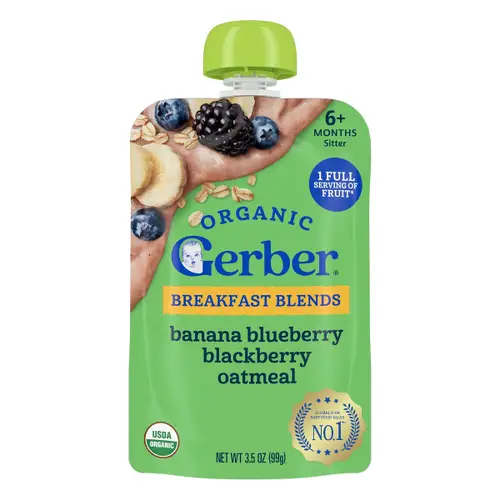 6+
MONTHS
Sitter
1 FULL
SERVING OF
FRUIT*
ORGANIC
Gerber®
BREAKFAST BLENDS
banana blueberry
blackberry
oatmeal
USDA
ORGANIC
NO.1
NET WT 3.5 OZ (99g)